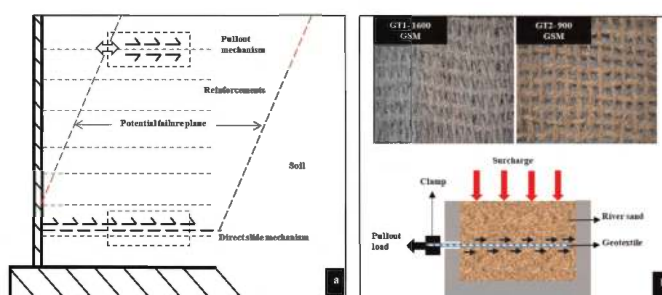 Pullout
mechanism
Reinforcements
Potential failure plane
Soil
Direct slide mechanism
a
GT1-1600
GSM
GT2-900
GSM
Surcharge
Clamp
River sand
Pullout
load
Geotextile